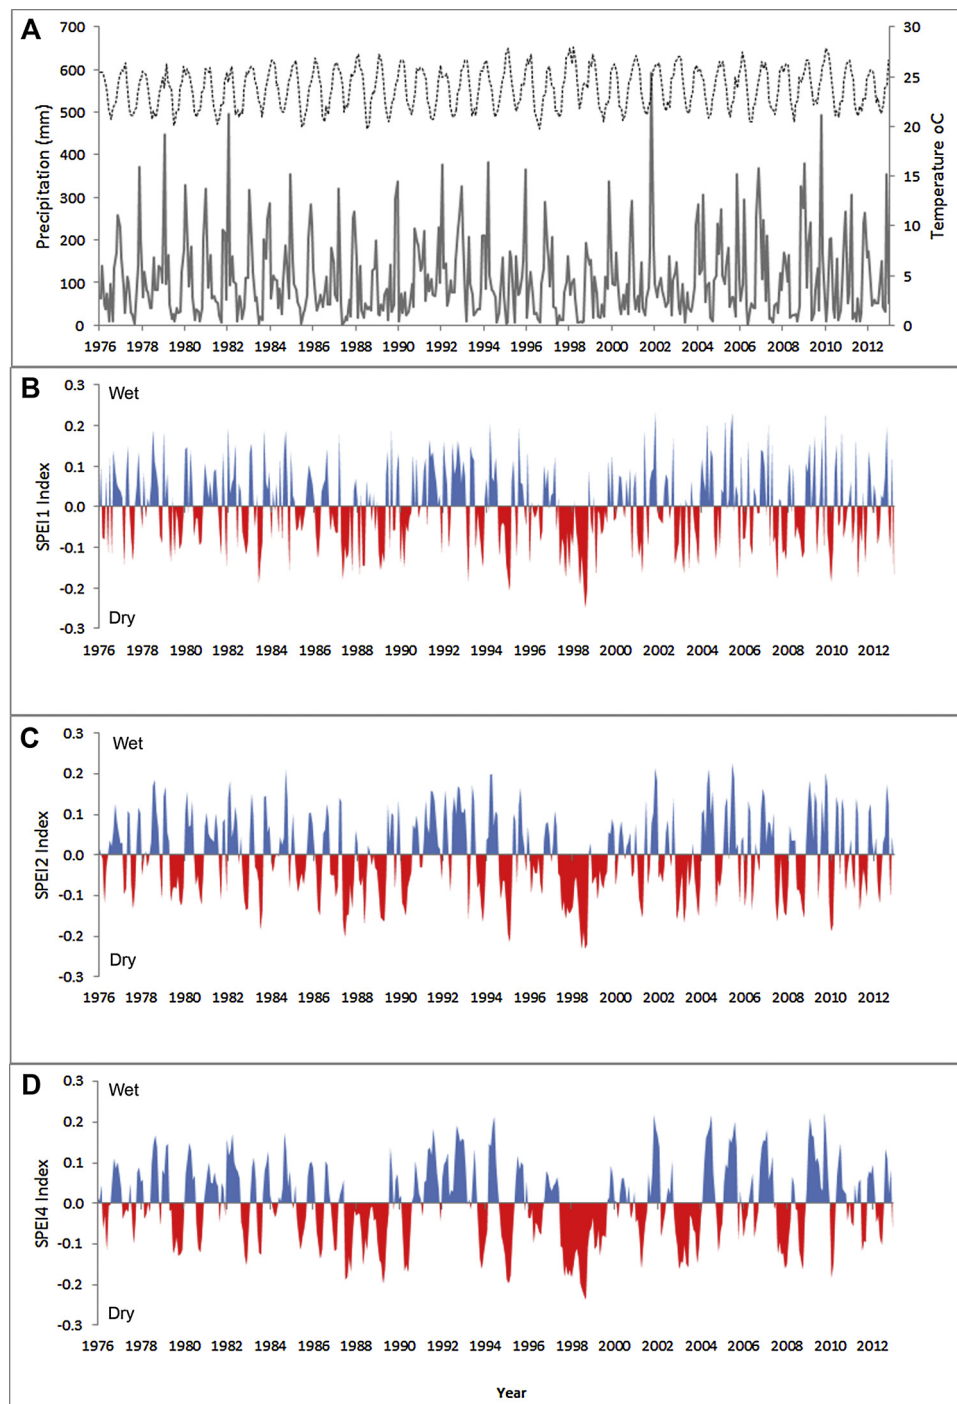 A
700
600
500
400
300
200
100
0
Precipitation (mm)
30
25
20
15
10
5
0
Temperature oC
1976 1978 1980 1982 1984 1986 1988 1990 1992 1994 1996 1998 2000 2002 2004 2006 2008 2010 2012
B
Wet
0.3
0.2
0.1
0.0
-0.1
-0.2
-0.3
SPEI1 Index
Dry
1976 1978 1980 1982 1984 1986 1988 1990 1992 1994 1996 1998 2000 2002 2004 2006 2008 2010 2012
C
Wet
0.3
0.2
0.1
0.0
-0.1
-0.2
-0.3
SPEI2 Index
Dry
1976 1978 1980 1982 1984 1986 1988 1990 1992 1994 1996 1998 2000 2002 2004 2006 2008 2010 2012
D
Wet
0.3
0.2
0.1
0.0
-0.1
-0.2
-0.3
SPEI4 Index
Dry
1976 1978 1980 1982 1984 1986 1988 1990 1992 1994 1996 1998 2000 2002 2004 2006 2008 2010 2012
Year